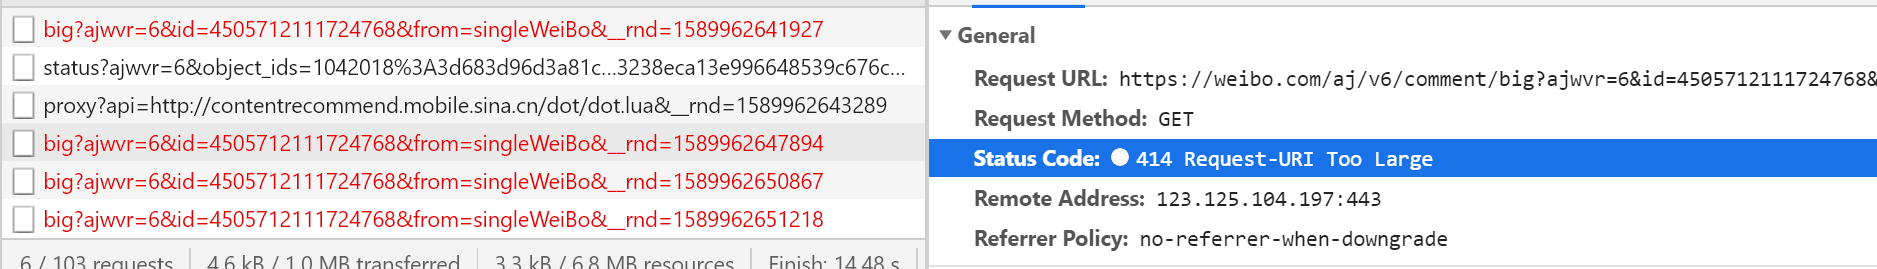 big?ajwvr=6&id=4505712111724768&from=singleWeiBo&__rnd=1589962641927
status?ajwvr=6&object_ids=1042018%3A3d683d96d3a81c...3238eca13e996648539c676c...
proxy?api=http://contentrecommend.mobile.sina.cn/dot/dot.lua&__rnd=1589962643289
big?ajwvr=6&id=4505712111724768&from=singleWeiBo&__rnd=1589962647894
big?ajwvr=6&id=4505712111724768&from=singleWeiBo&__rnd=1589962650867
big?ajwvr=6&id=4505712111724768&from=singleWeiBo&__rnd=1589962651218
6 / 103 requests 4.6 kB / 1.0 MB transferred 3.3 kB / 6.8 MB resources Finish: 14.48 s
General
Request URL: https://weibo.com/aj/v6/comment/big?ajwvr=6&id=4505712111724768&
Request Method: GET
Status Code: 414 Request-URI Too Large
Remote Address: 123.125.104.197:443
Referrer Policy: no-referrer-when-downgrade